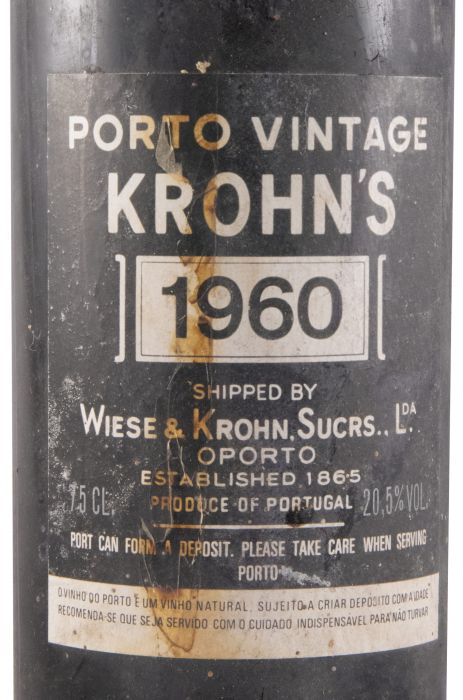 PORTO VINTAGE
KROHN'S
1960
SHIPPED BY
WIESE & KROHN, SUCRS., LDA.
OPORTO
ESTABLISHED 1865
75 CL. PRODUCE OF PORTUGAL 20,5% VOL.
PORT CAN FORM A DEPOSIT. PLEASE TAKE CARE WHEN SERVING
PORTO
O VINHO DO PORTO É UM VINHO NATURAL, SUJEITO A CRIAR DEPÓSITO COM A IDADE
RECOMENDA-SE QUE SEJA SERVIDO COM O CUIDADO INDISPENSAVEL PARA NÃO TURVAR